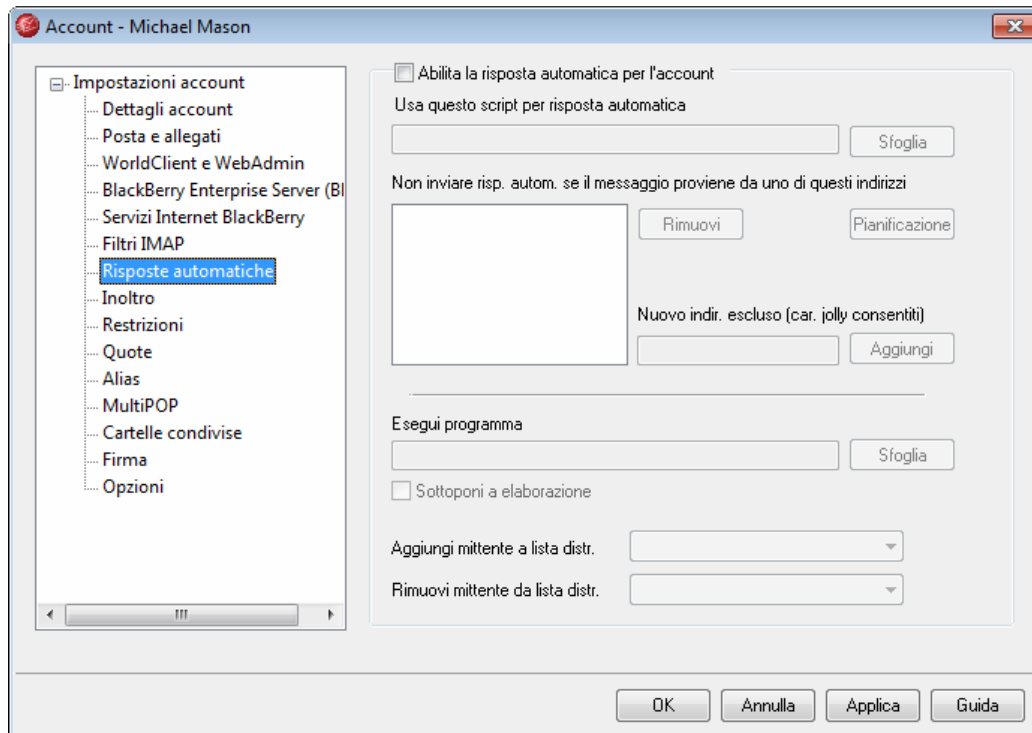 Account - Michael Mason
Impostazioni account
Dettagli account
Posta e allegati
WorldClient e WebAdmin
BlackBerry Enterprise Server (Bl
Servizi Internet BlackBerry
Filtri IMAP
Risposte automatiche
Inoltro
Restrizioni
Quote
Alias
MultiPOP
Cartelle condivise
Firma
Opzioni
Abilita la risposta automatica per l'account
Usa questo script per risposta automatica
Sfoglia
Non inviare risp. autom. se il messaggio proviene da uno di questi indirizzi
Rimuovi
Pianificazione
Nuovo indir. escluso (car. jolly consentiti)
Aggiungi
Esegui programma
Sfoglia
Sottoponi a elaborazione
Aggiungi mittente a lista distr.
Rimuovi mittente da lista distr.
OK
Annulla
Applica
Guida